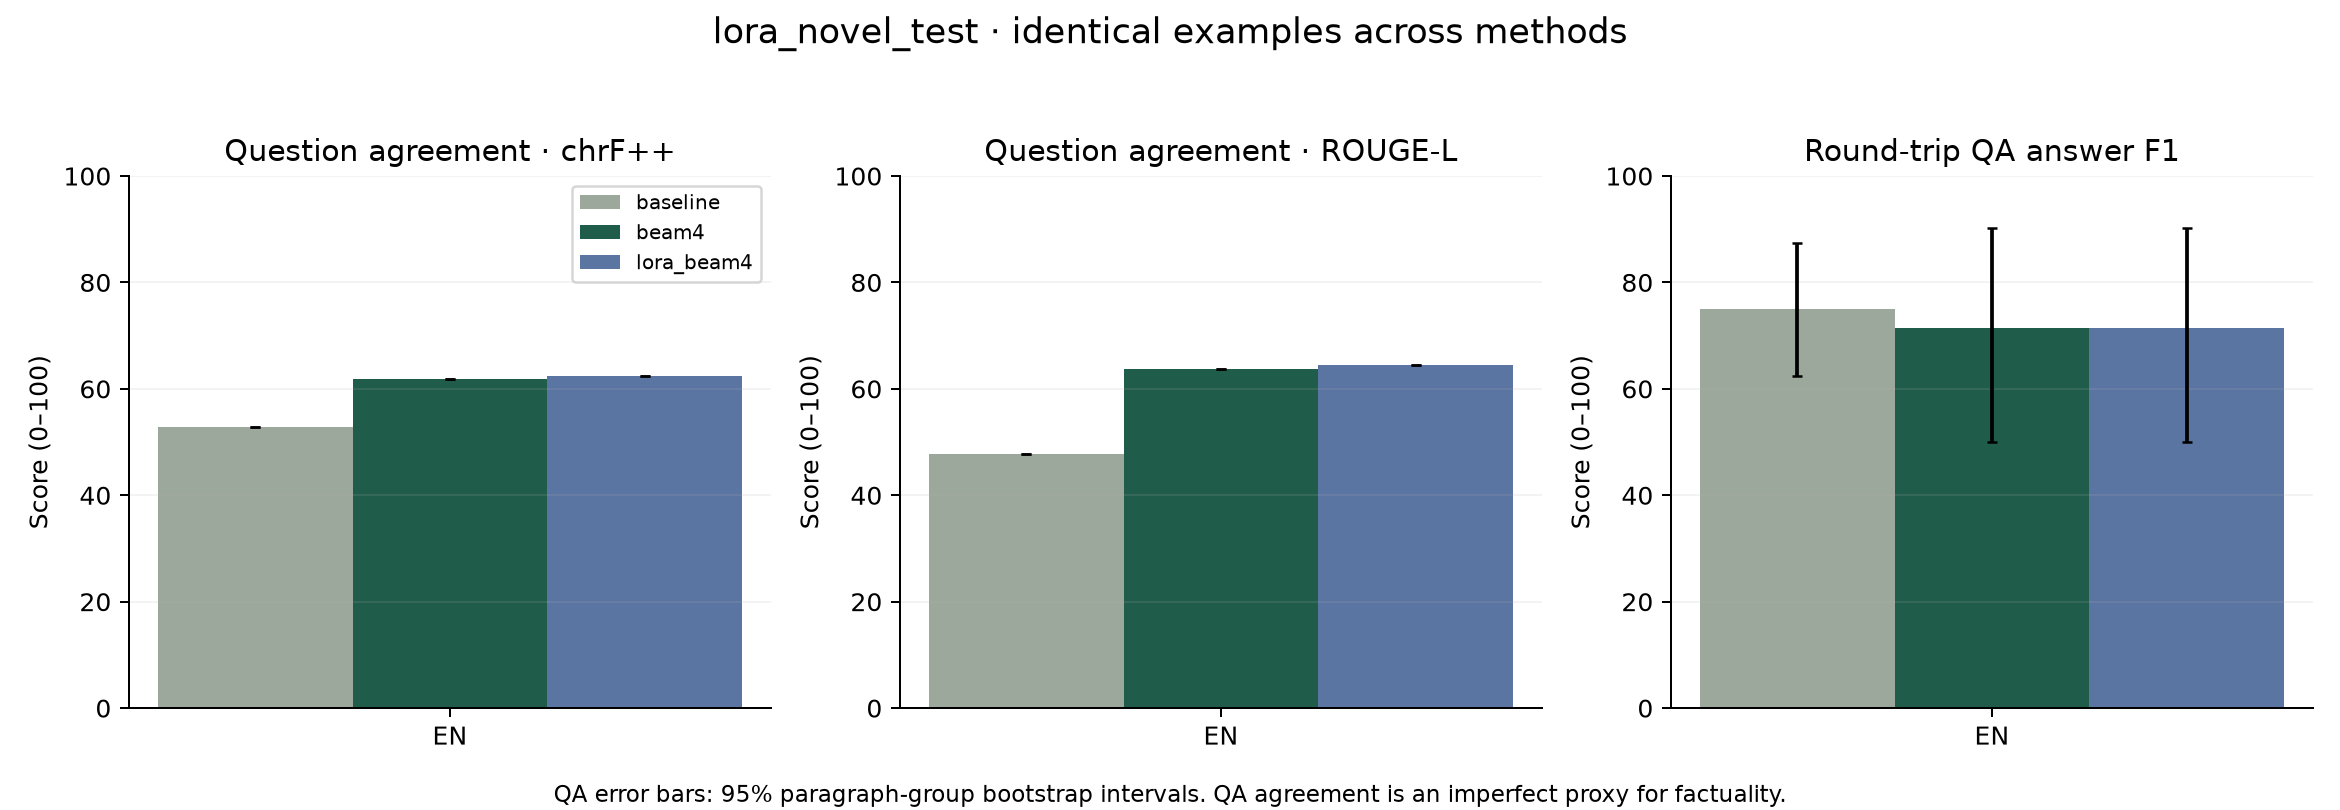 lora_novel_test · identical examples across methods
Question agreement · chrF++
Score (0–100)
100
80
60
40
20
0
EN
baseline
beam4
lora_beam4
Question agreement · ROUGE-L
Score (0–100)
100
80
60
40
20
0
EN
Round-trip QA answer F1
Score (0–100)
100
80
60
40
20
0
EN
QA error bars: 95% paragraph-group bootstrap intervals. QA agreement is an imperfect proxy for factuality.